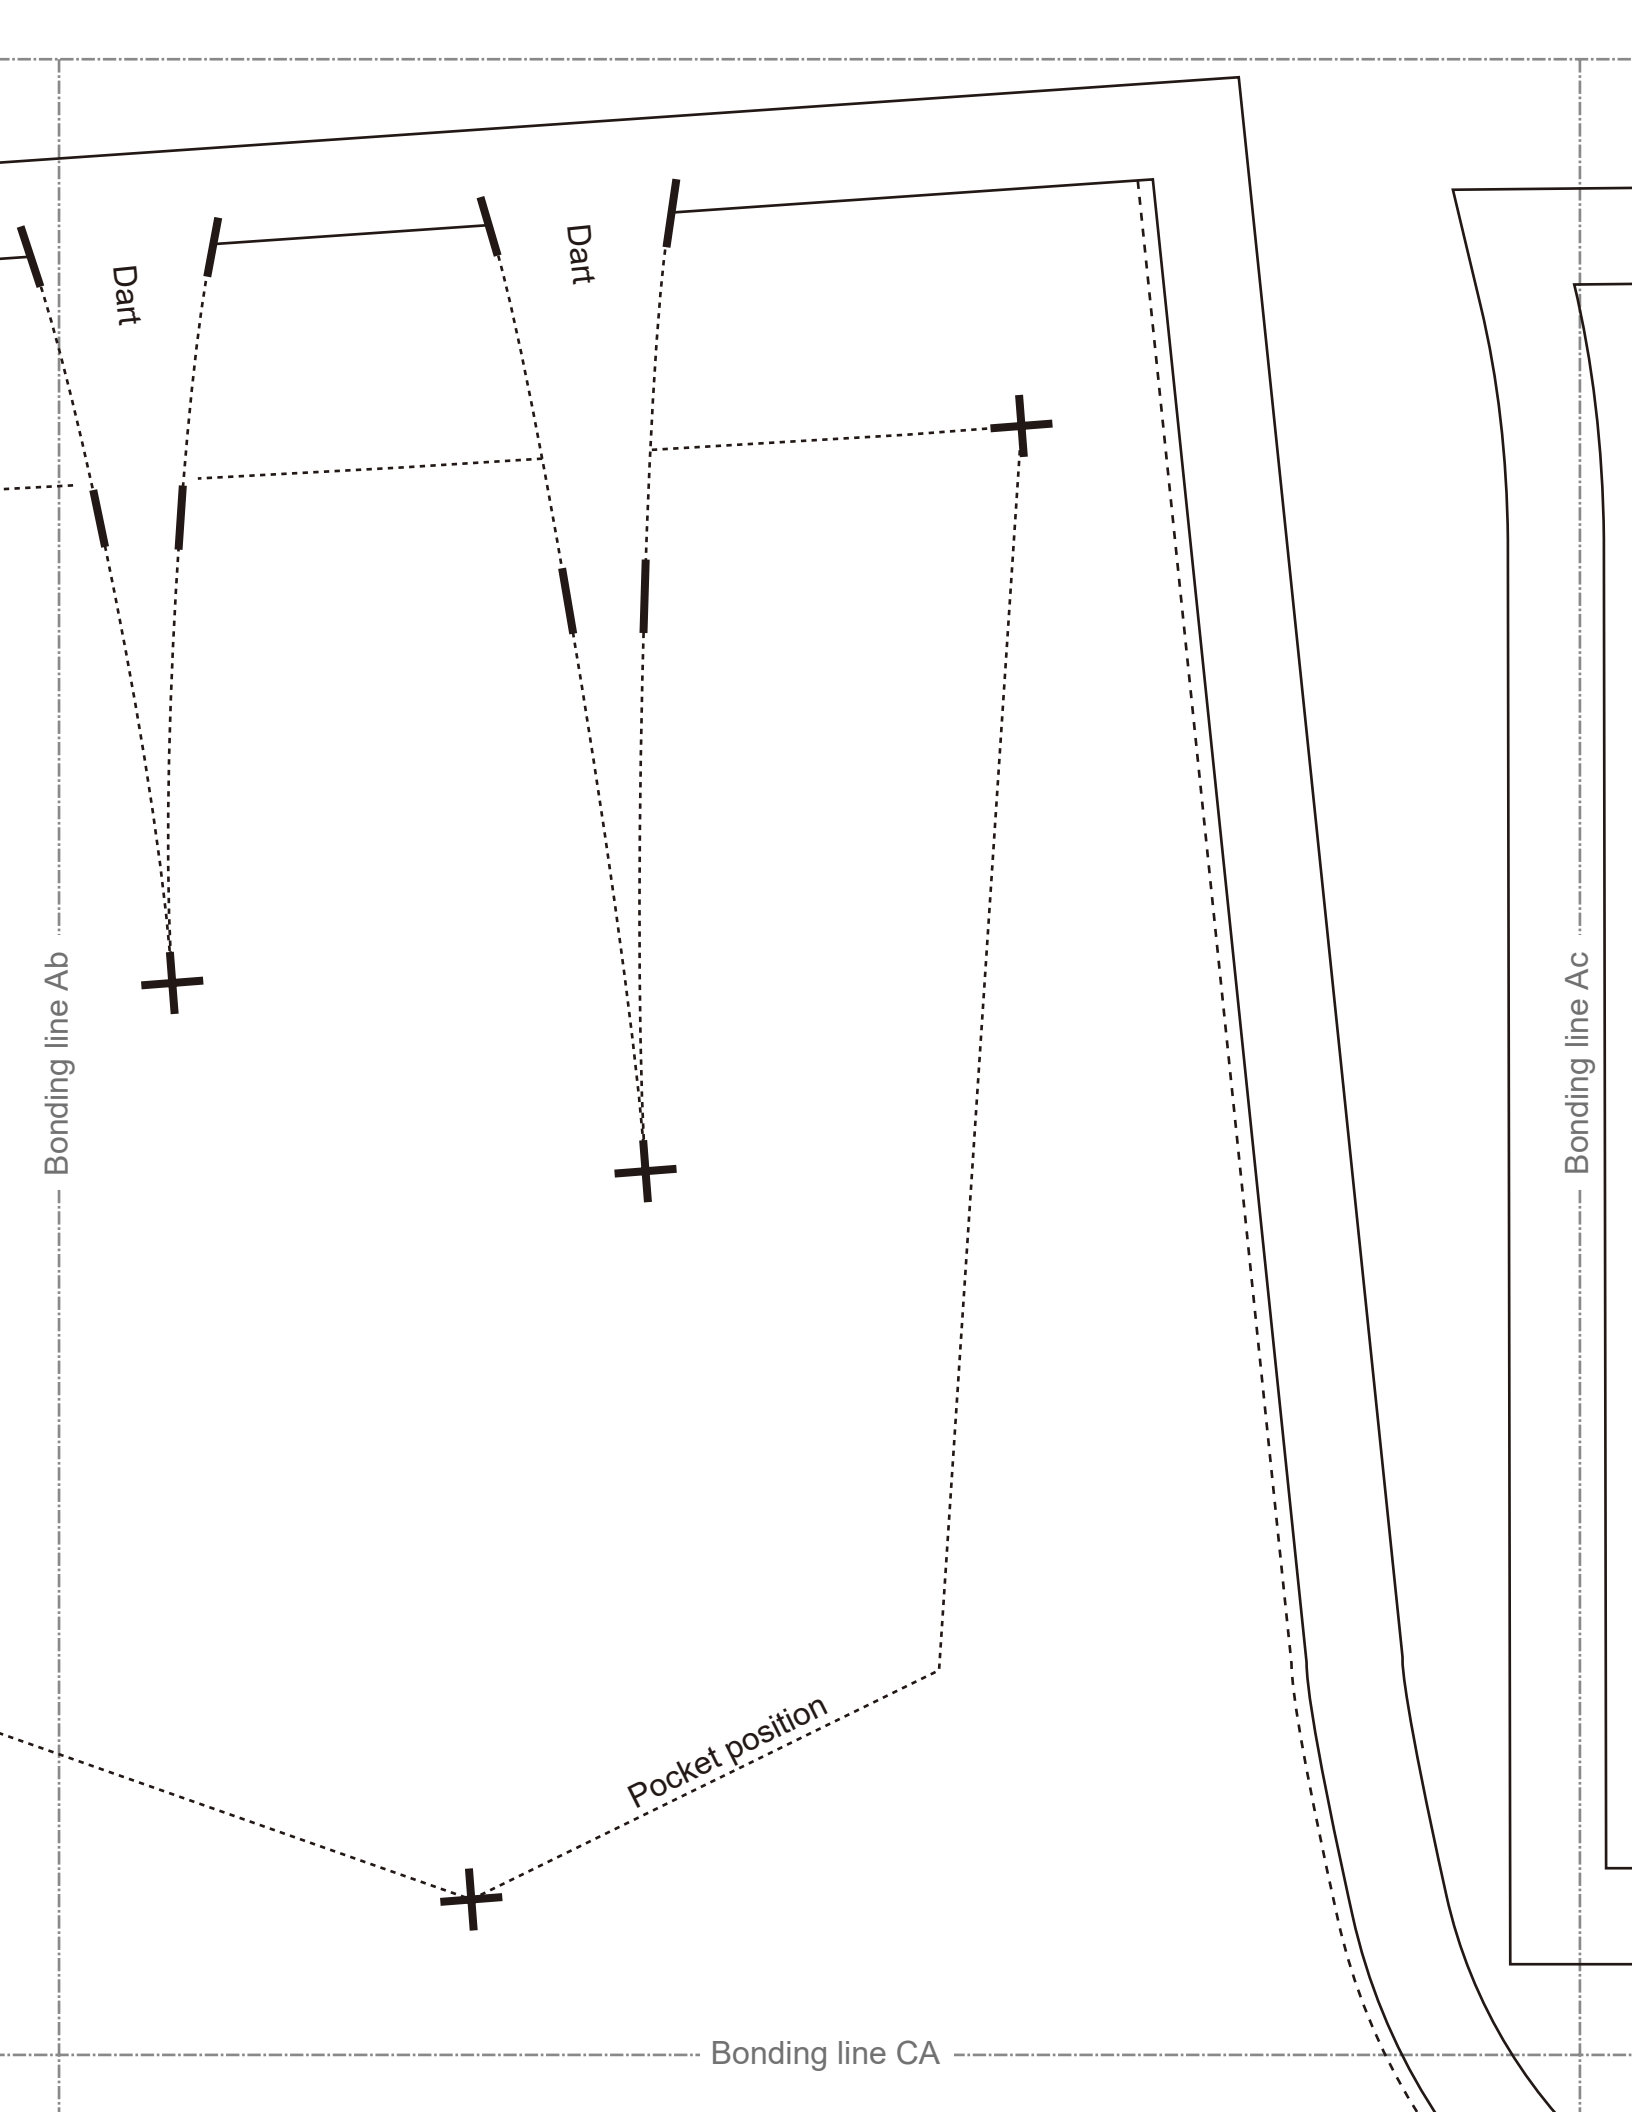 Dart
Dart
Bonding line Ab
Bonding line Ac
Pocket position
Bonding line CA